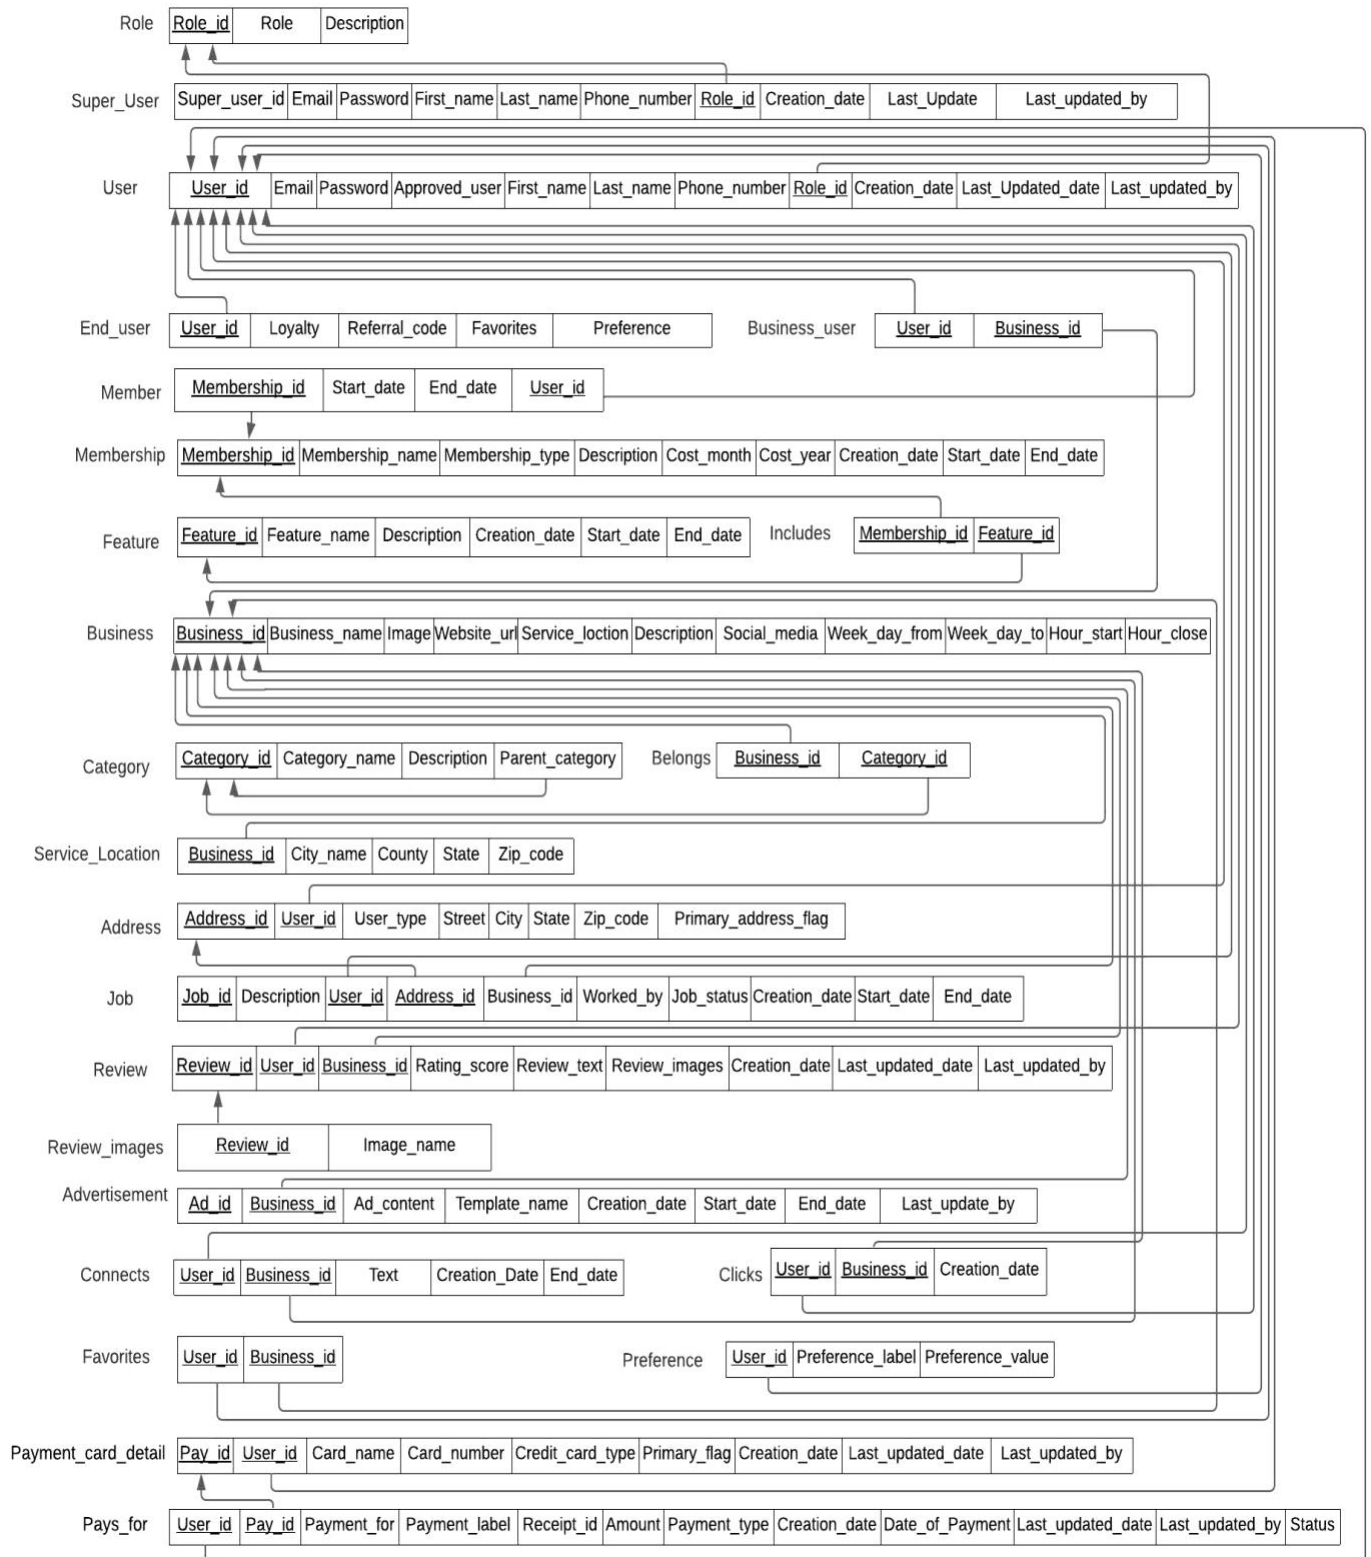 Role Role_id Role Description
Super_User Super_user_id Email Password First_name Last_name Phone_number Role_id Creation_date Last_Update Last_updated_by
User User_id Email Password Approved_user First_name Last_name Phone_number Role_id Creation_date Last_Updated_date Last_updated_by
End_user User_id Loyalty Referral_code Favorites Preference Business_user User_id Business_id
Member Membership_id Start_date End_date User_id
Membership Membership_id Membership_name Membership_type Description Cost_month Cost_year Creation_date Start_date End_date
Feature Feature_id Feature_name Description Creation_date Start_date End_date Includes Membership_id Feature_id
Business Business_id Business_name Image Website_url Service_loction Description Social_media Week_day_from Week_day_to Hour_start Hour_close
Category Category_id Category_name Description Parent_category Belongs Business_id Category_id
Service_Location Business_id City_name County State Zip_code
Address Address_id User_id User_type Street City State Zip_code Primary_address_flag
Job Job_id Description User_id Address_id Business_id Worked_by Job_status Creation_date Start_date End_date
Review Review_id User_id Business_id Rating_score Review_text Review_images Creation_date Last_updated_date Last_updated_by
Review_images Review_id Image_name
Advertisement Ad_id Business_id Ad_content Template_name Creation_date Start_date End_date Last_update_by
Connects User_id Business_id Text Creation_Date End_date Clicks User_id Business_id Creation_date
Favorites User_id Business_id Preference User_id Preference_label Preference_value
Payment_card_detail Pay_id User_id Card_name Card_number Credit_card_type Primary_flag Creation_date Last_updated_date Last_updated_by
Pays_for User_id Pay_id Payment_for Payment_label Receipt_id Amount Payment_type Creation_date Date_of_Payment Last_updated_date Last_updated_by Status